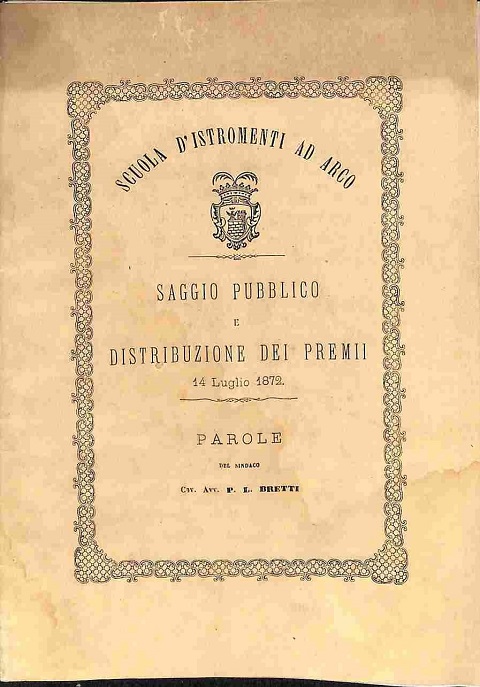 SCUOLA D'ISTROMENTI AD ARCO
SAGGIO PUBBLICO
E
DISTRIBUZIONE DEI PREMII
14 Luglio 1872.
PAROLE
DEL SINDACO
Cav. Avv. P. L. BRETTI